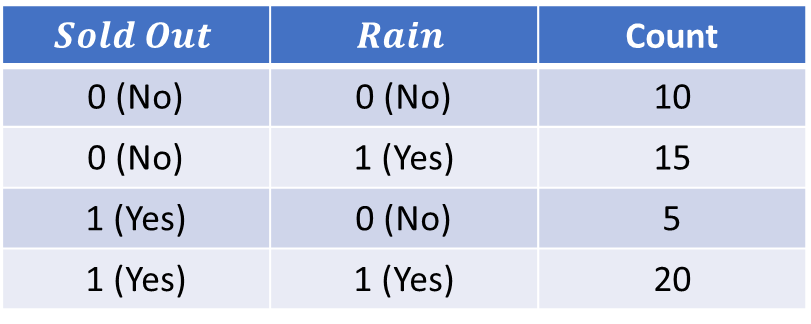 Sold Out Rain Count
0 (No) 0 (No) 10
0 (No) 1 (Yes) 15
1 (Yes) 0 (No) 5
1 (Yes) 1 (Yes) 20